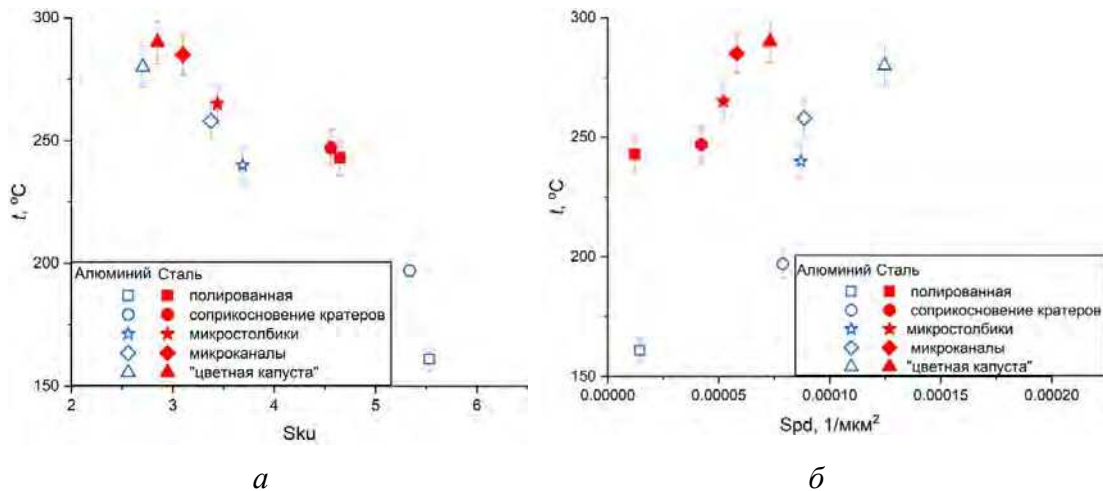 300
250
200
150
t, ºC
Алюминий Сталь
полированная
соприкосновение кратеров
микростолбики
микроканалы
"цветная капуста"
2 3 4 5 6
Sku
а
300
250
200
150
t, ºC
Алюминий Сталь
полированная
соприкосновение кратеров
микростолбики
микроканалы
"цветная капуста"
0.00000 0.00005 0.00010 0.00015 0.00020
Spd, 1/мкм²
б